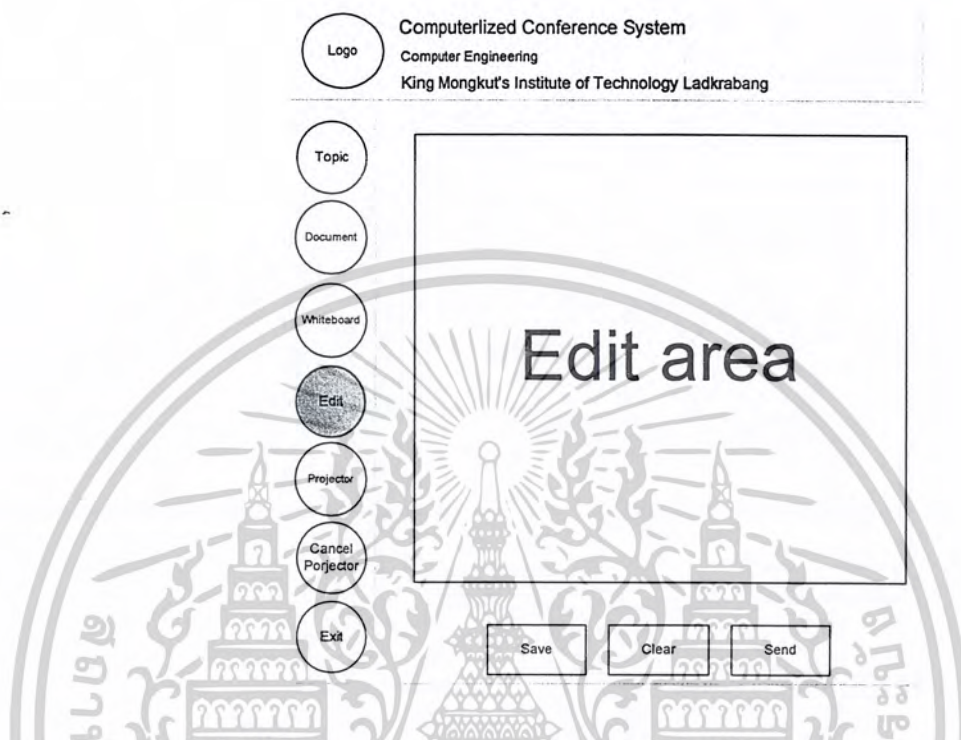 Logo
Computerlized Conference System
Computer Engineering
King Mongkut's Institute of Technology Ladkrabang
Topic
Document
Whiteboard
Edit
Projector
Cancel
Porjector
Exit
Edit area
Save
Clear
Send